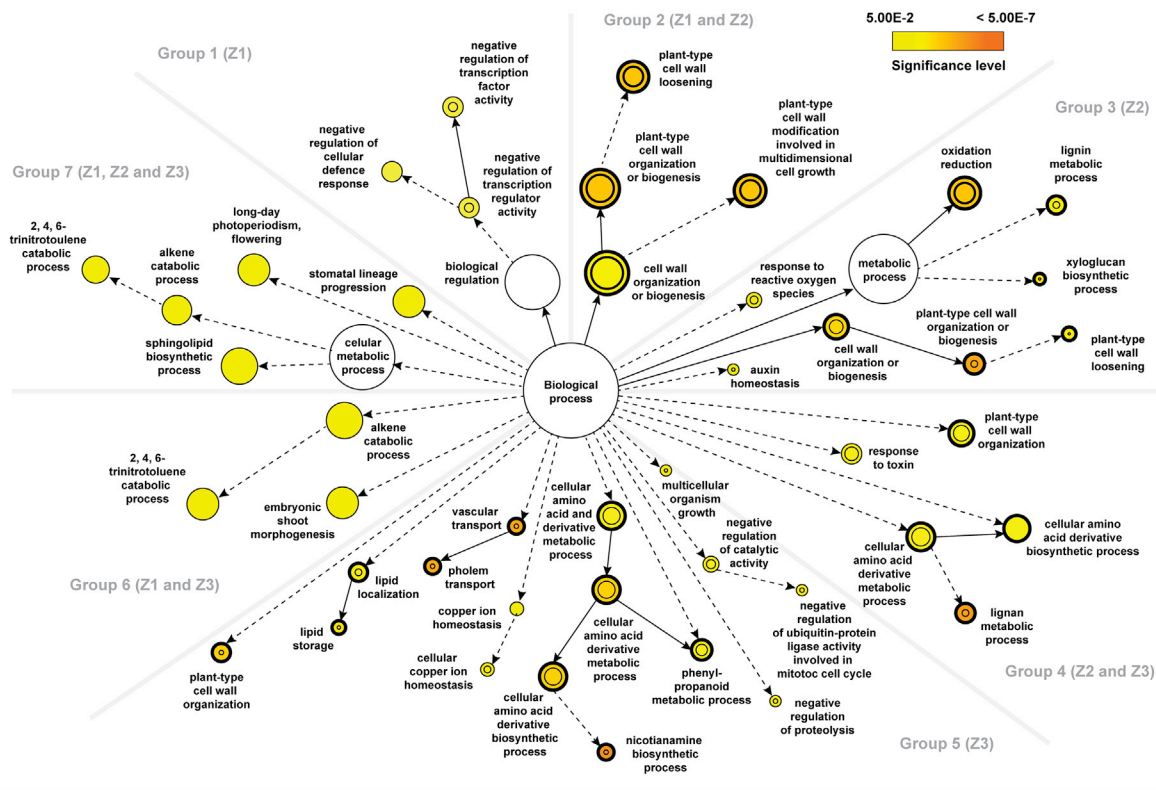 Group 1 (Z1)
negative
regulation of
transcription
factor
activity
negative
regulation of
cellular
defence
response
negative
regulation of
transcription
regulator
activity
biological
regulation
Group 2 (Z1 and Z2)
plant-type
cell wall
loosening
plant-type
cell wall
organization
or biogenesis
plant-type
cell wall
modification
involved in
multidimensional
cell growth
cell wall
organization
or biogenesis
5.00E-2
< 5.00E-7
Significance level
Group 3 (Z2)
oxidation
reduction
lignin
metabolic
process
metabolic
process
xyloglucan
biosynthetic
process
response to
reactive oxygen
species
plant-type cell wall
organization or
biogenesis
cell wall
organization or
biogenesis
plant-type
cell wall
loosening
auxin
homeostasis
Group 7 (Z1, Z2 and Z3)
2, 4, 6-
trinitrotoulene
catabolic
process
alkene
catabolic
process
long-day
photoperiodism,
flowering
stomatal lineage
progression
sphingolipid
biosynthetic
process
celular
metabolic
process
Biological
process
alkene
catabolic
process
2, 4, 6-
trinitrotoluene
catabolic
process
embryonic
shoot
morphogenesis
Group 6 (Z1 and Z3)
lipid
localization
lipid
storage
plant-type
cell wall
organization
vascular
transport
pholem
transport
copper ion
homeostasis
cellular
copper ion
homeostasis
cellular
amino
acid and
derivative
metabolic
process
cellular
amino acid
derivative
metabolic
process
cellular
amino acid
derivative
biosynthetic
process
nicotianamine
biosynthetic
process
phenyl-
propanoid
metabolic process
multicellular
organism
growth
negative
regulation
of catalytic
activity
negative
regulation
of ubiquitin-protein
ligase activity
involved in
mitotoc cell cycle
negative
regulation
of proteolysis
Group 5 (Z3)
plant-type
cell wall
organization
response
to toxin
cellular amino
acid derivative
biosynthetic process
cellular
amino acid
derivative
metabolic
process
lignan
metabolic
process
Group 4 (Z2 and Z3)